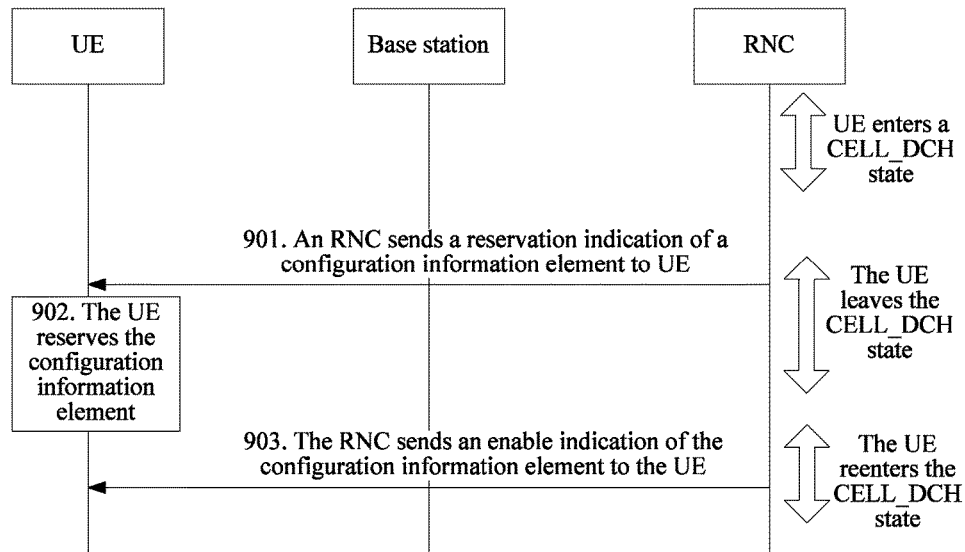 UE
Base station
RNC
UE enters a
CELL_DCH
state
901. An RNC sends a reservation indication of a
configuration information element to UE
The UE
leaves the
CELL_DCH
state
902. The UE
reserves the
configuration
information
element
903. The RNC sends an enable indication of the
configuration information element to the UE
The UE
reenters the
CELL_DCH
state